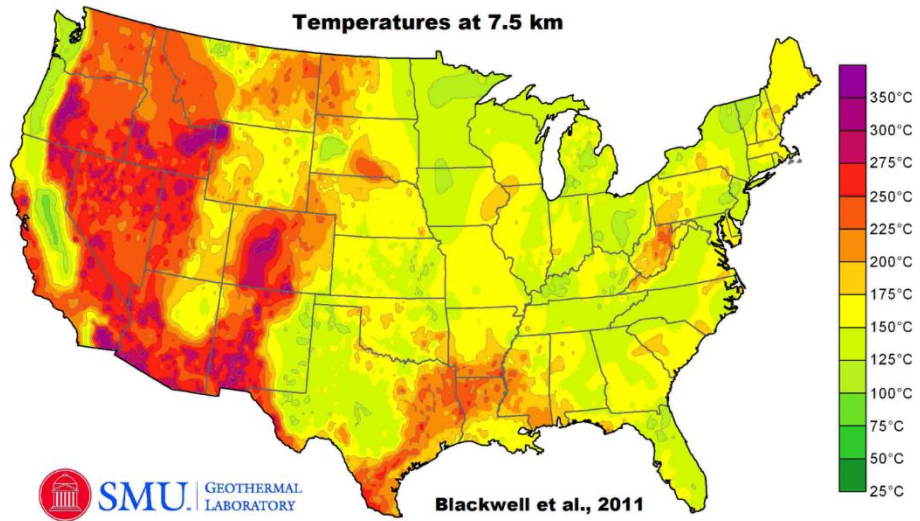 Temperatures at 7.5 km
350°C
300°C
275°C
250°C
225°C
200°C
175°C
150°C
125°C
100°C
75°C
50°C
25°C
SMU.
GEOTHERMAL
LABORATORY
Blackwell et al., 2011